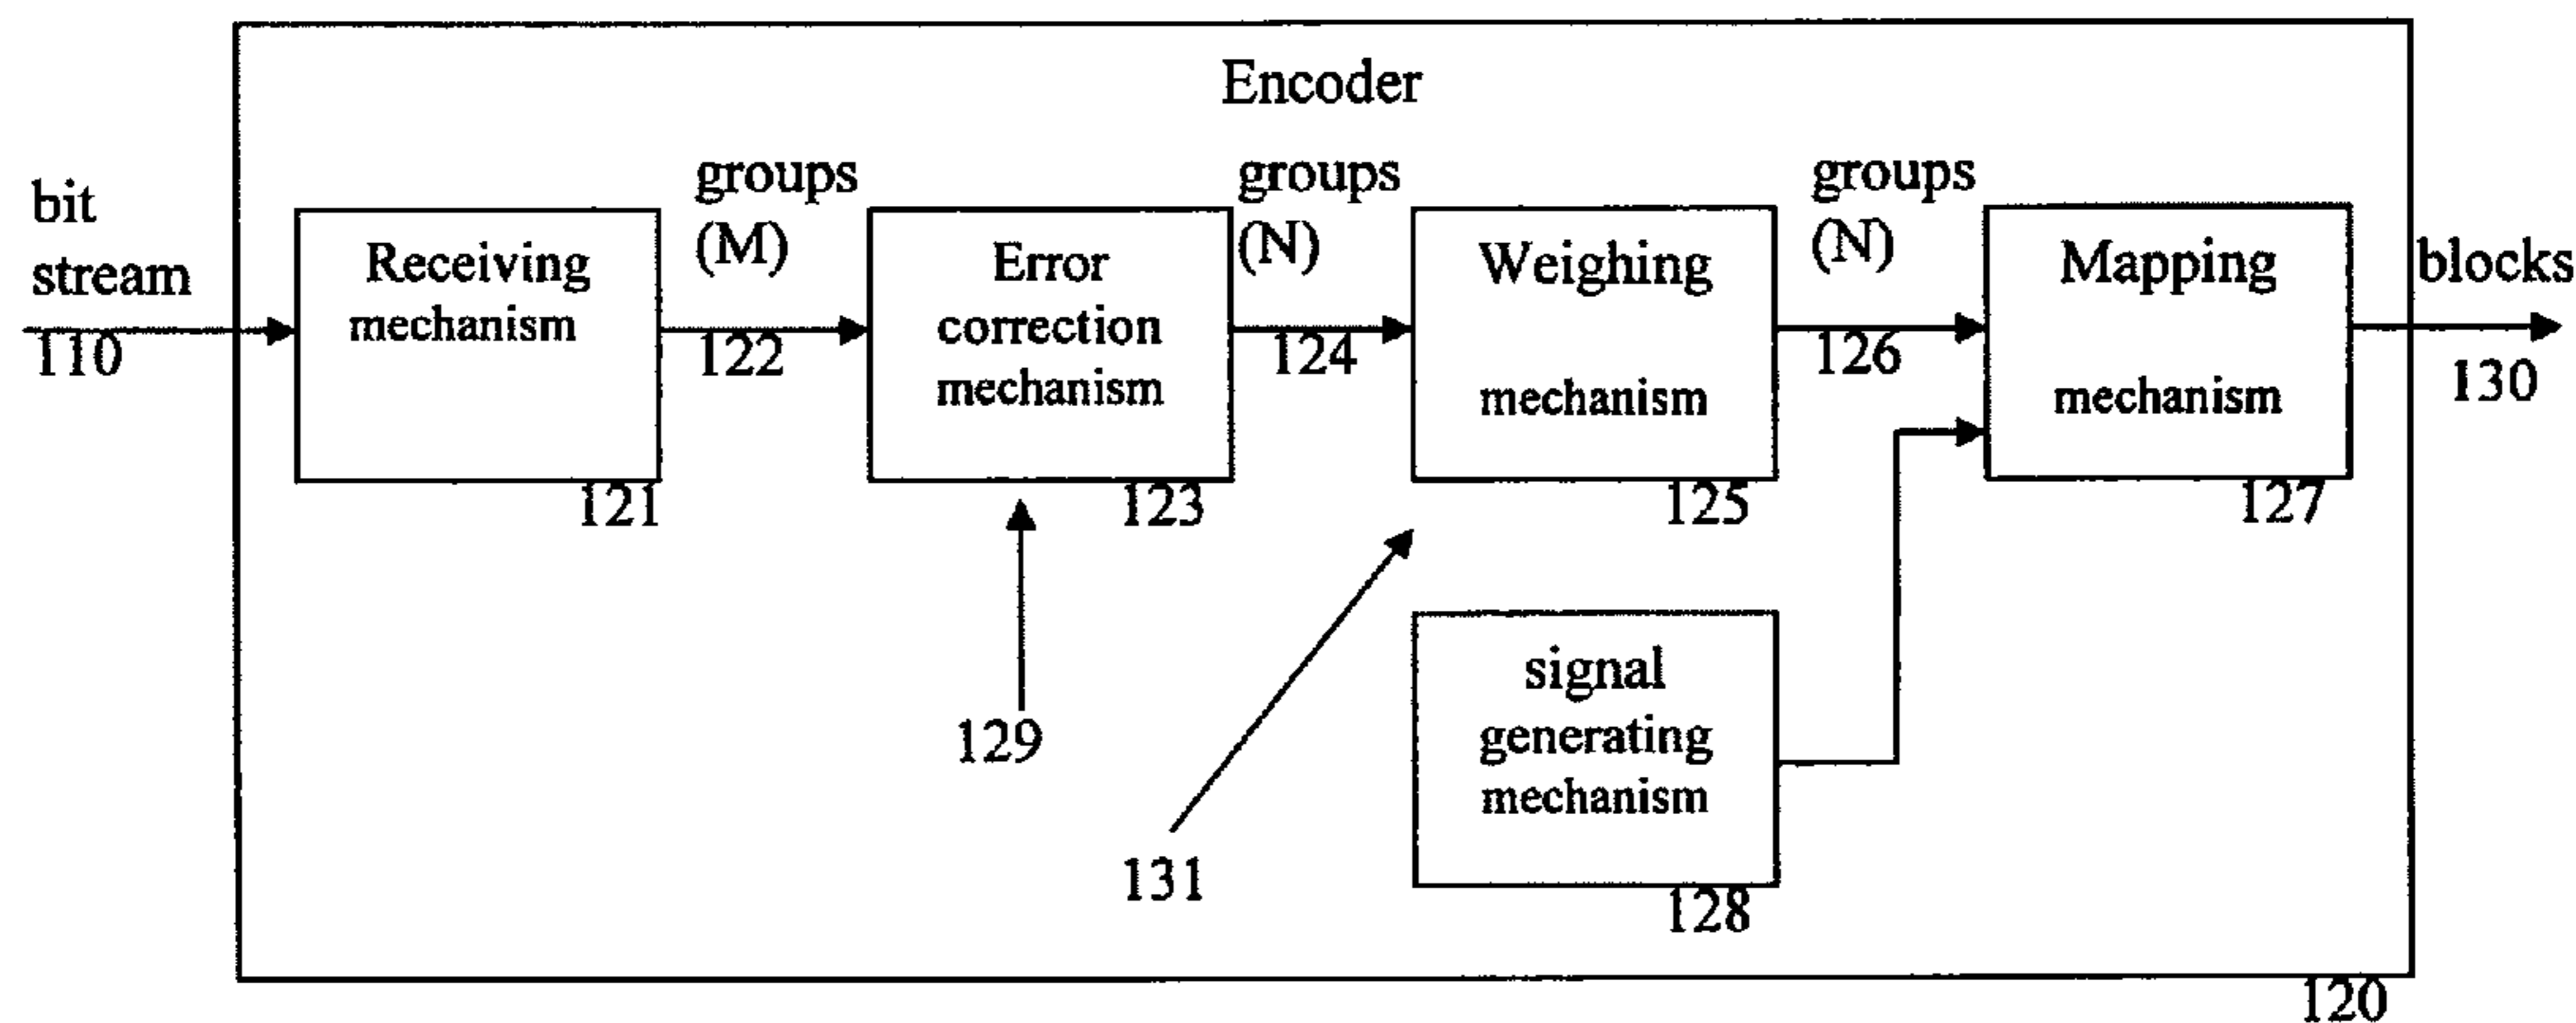 Encoder
bit
stream
110
Receiving
mechanism
121
groups
(M)
122
Error
correction
mechanism
123
groups
(N)
124
Weighing
mechanism
125
groups
(N)
126
Mapping
mechanism
127
blocks
130
129
131
signal
generating
mechanism
128
120